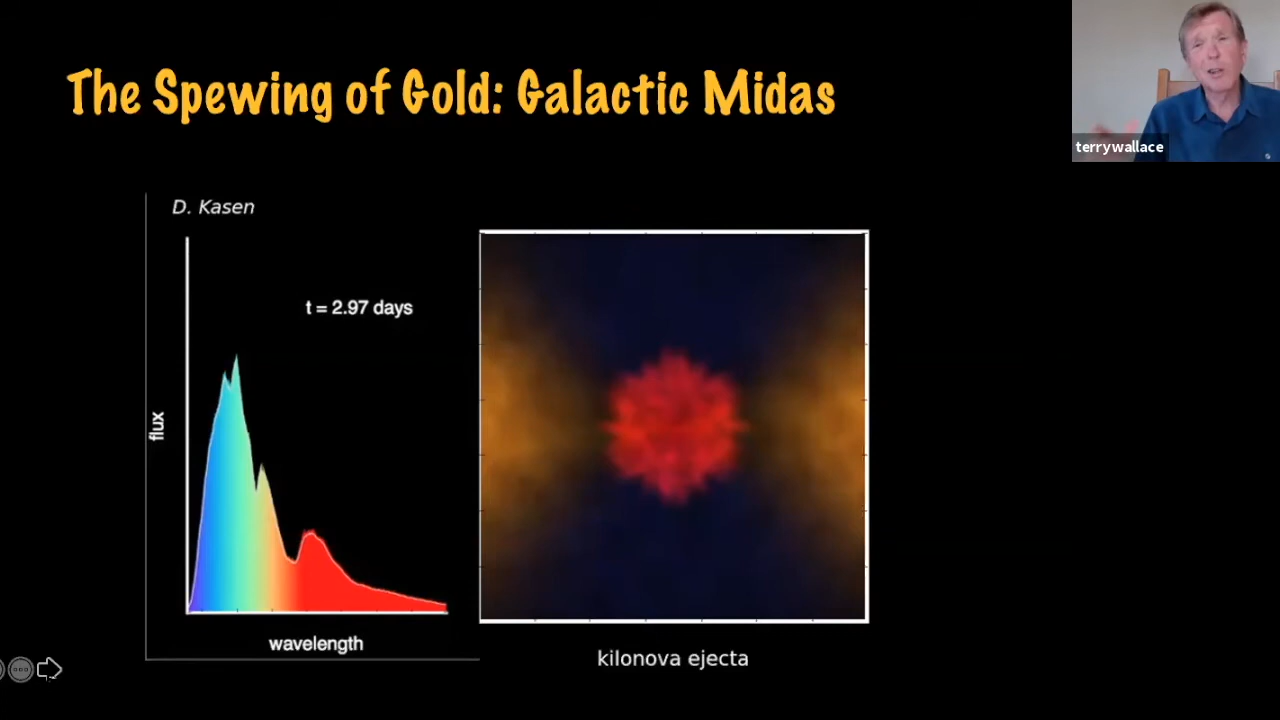 The Spewing of Gold: Galactic Midas
terrywallace
D. Kasen
t = 2.97 days
flux
wavelength
kilonova ejecta